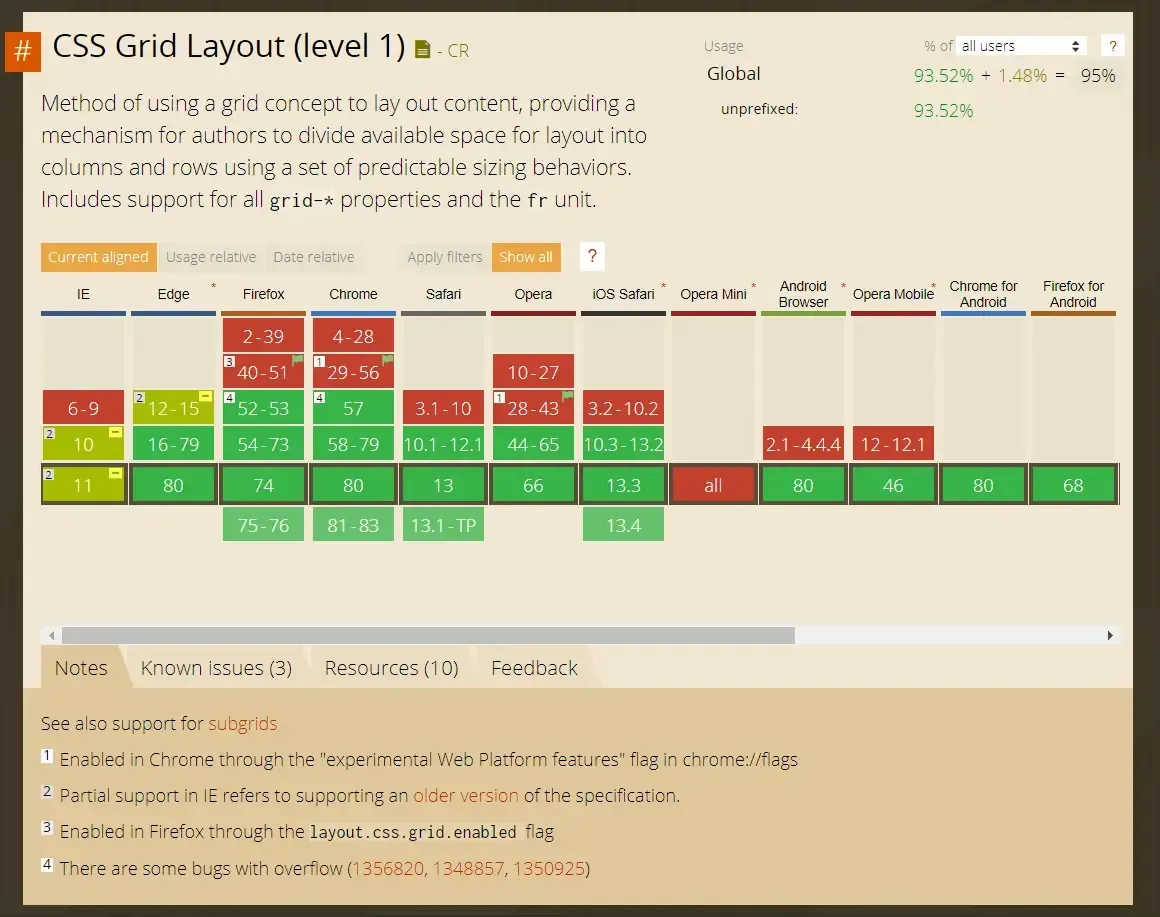 # CSS Grid Layout (level 1) - CR
Usage % of all users ?
Global 93.52% + 1.48% = 95%
unprefixed: 93.52%
Method of using a grid concept to lay out content, providing a
mechanism for authors to divide available space for layout into
columns and rows using a set of predictable sizing behaviors.
Includes support for all grid-* properties and the fr unit.
Current aligned Usage relative Date relative Apply filters Show all ?
IE Edge * Firefox Chrome Safari Opera iOS Safari * Opera Mini * Android Browser * Opera Mobile * Chrome for Android Firefox for Android
2-39 4-28
3 40-51 1 29-56 10-27
6-9 2 12-15 4 52-53 4 57 3.1-10 1 28-43 3.2-10.2
2 10 16-79 54-73 58-79 10.1-12.1 44-65 10.3-13.2 2.1-4.4.4 12-12.1
2 11 80 74 80 13 66 13.3 all 80 46 80 68
75-76 81-83 13.1-TP 13.4
Notes Known issues (3) Resources (10) Feedback
See also support for subgrids
1 Enabled in Chrome through the "experimental Web Platform features" flag in chrome://flags
2 Partial support in IE refers to supporting an older version of the specification.
3 Enabled in Firefox through the layout.css.grid.enabled flag
4 There are some bugs with overflow (1356820, 1348857, 1350925)